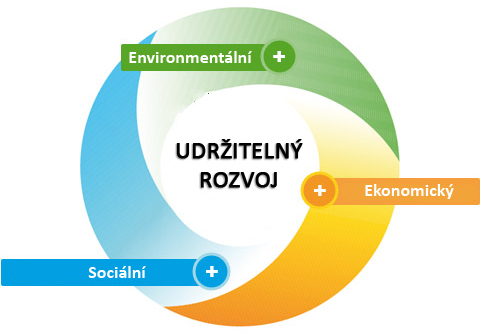 Environmentální
UDRŽITELNÝ
ROZVOJ
Ekonomický
Sociální